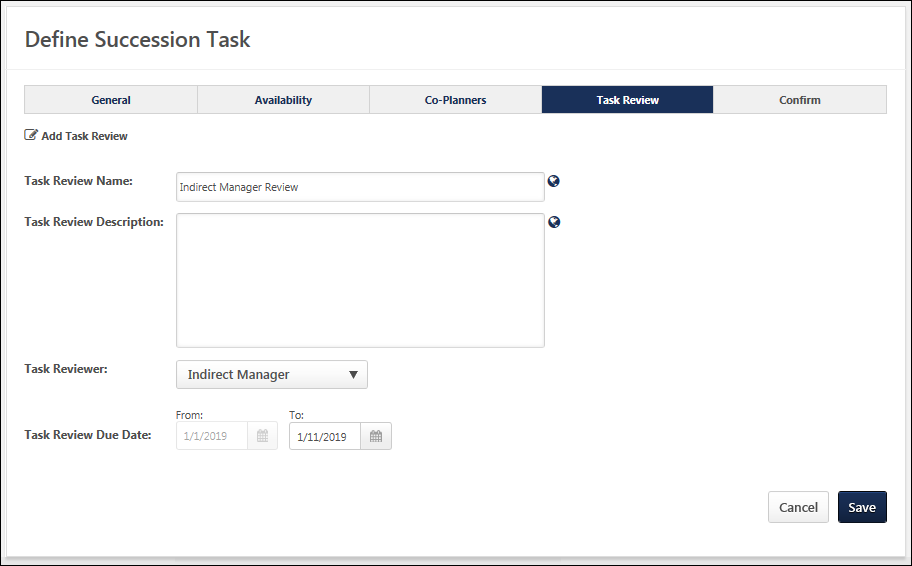 Define Succession Task
General Availability Co-Planners Task Review Confirm
Add Task Review
Task Review Name: Indirect Manager Review
Task Review Description:
Task Reviewer: Indirect Manager
From: To:
Task Review Due Date: 1/1/2019 1/11/2019
Cancel Save